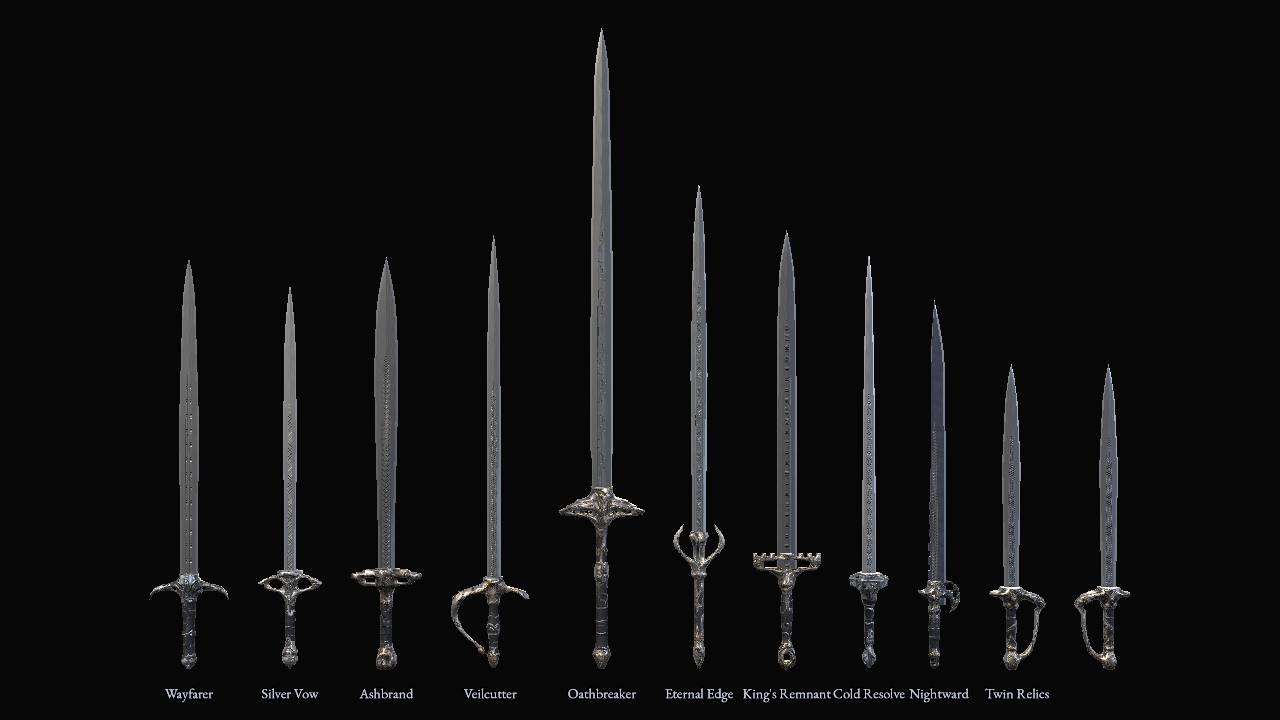 Wayfarer
Silver Vow
Ashbrand
Veilcutter
Oathbreaker
Eternal Edge
King's Remnant
Cold Resolve
Nightward
Twin Relics